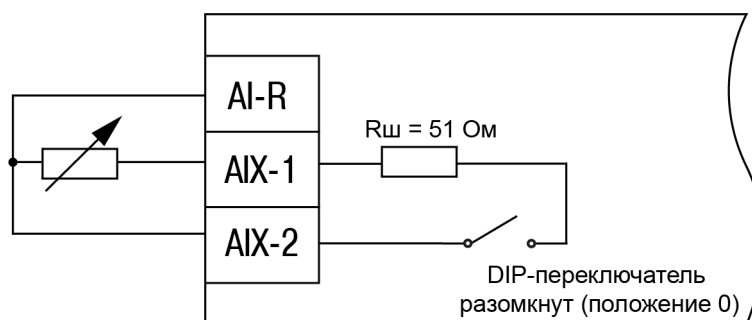 AI-R
Rш = 51 Ом
AIX-1
AIX-2
DIP-переключатель
разомкнут (положение 0)